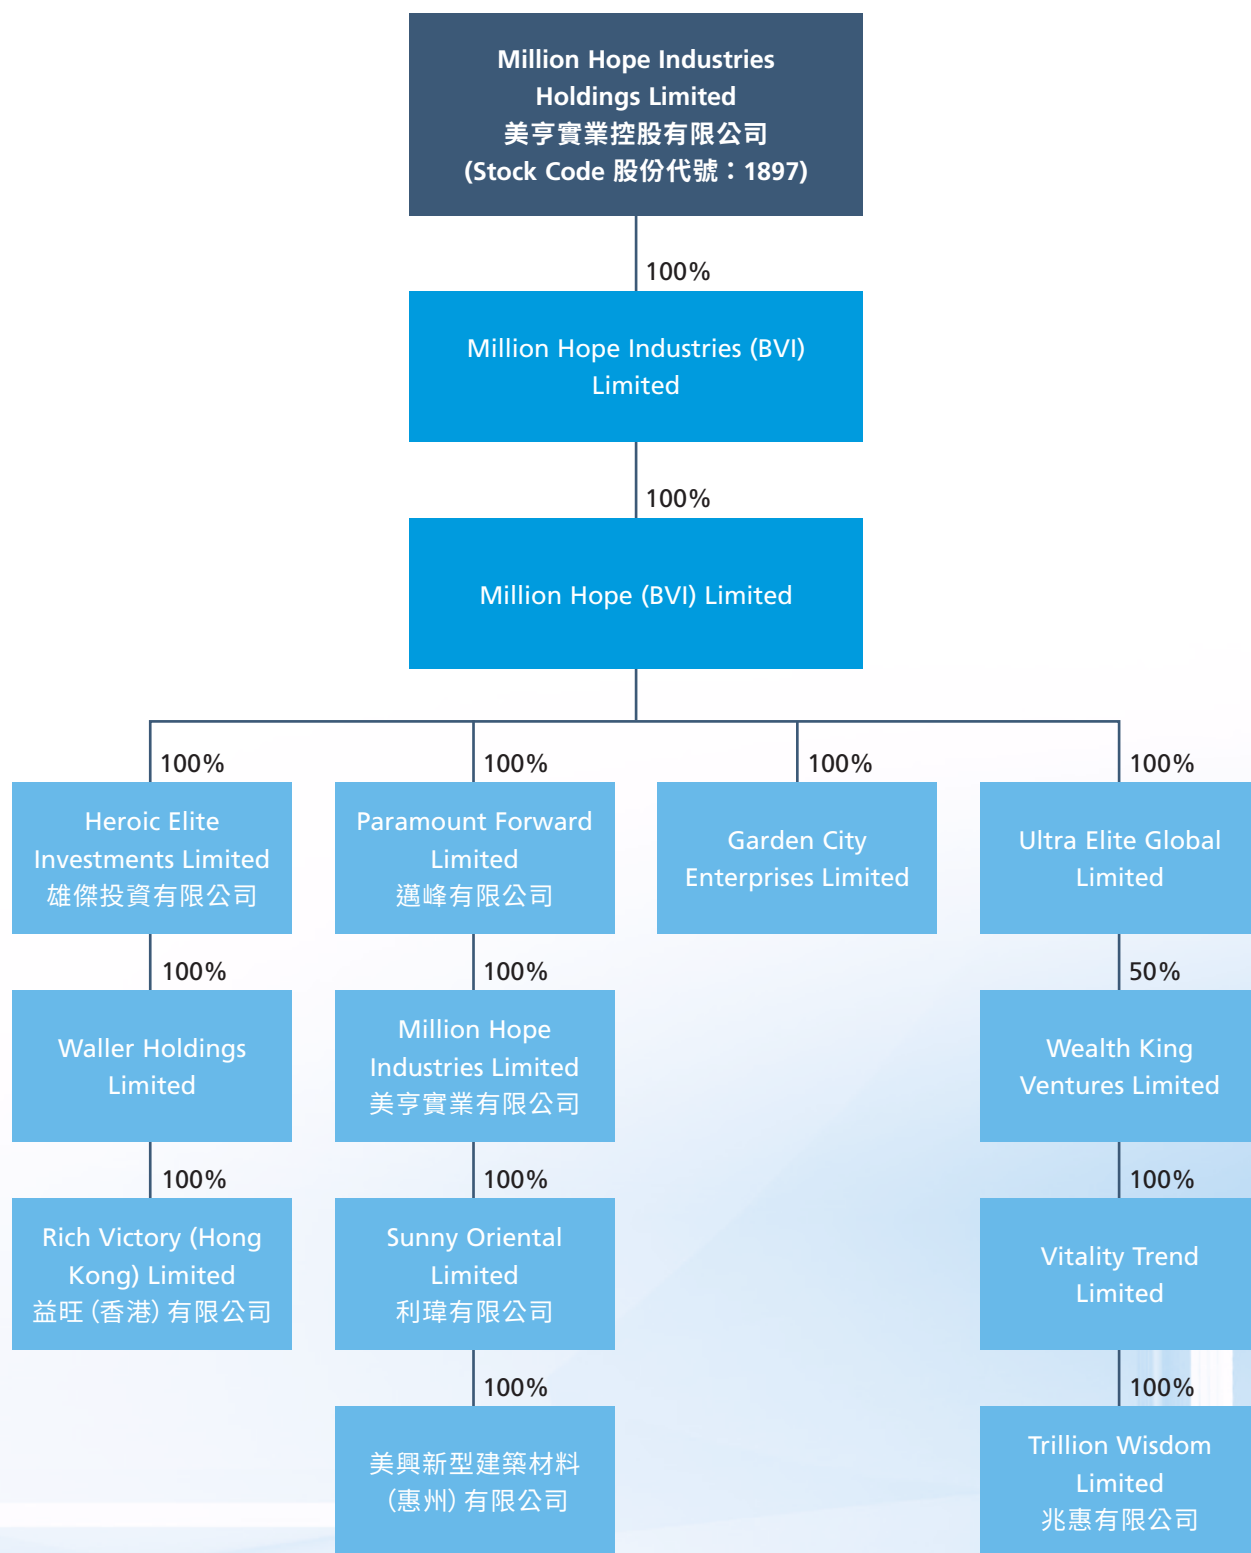 Million Hope Industries
Holdings Limited
美亨實業控股有限公司
(Stock Code 股份代號：1897)
100%
Million Hope Industries (BVI)
Limited
100%
Million Hope (BVI) Limited
100%
100%
100%
100%
Heroic Elite
Investments Limited
雄傑投資有限公司
Paramount Forward
Limited
邁峰有限公司
Garden City
Enterprises Limited
Ultra Elite Global
Limited
100%
100%
50%
Waller Holdings
Limited
Million Hope
Industries Limited
美亨實業有限公司
Wealth King
Ventures Limited
100%
100%
100%
Rich Victory (Hong
Kong) Limited
益旺（香港）有限公司
Sunny Oriental
Limited
利瑋有限公司
Vitality Trend
Limited
100%
100%
美興新型建築材料
（惠州）有限公司
Trillion Wisdom
Limited
兆惠有限公司